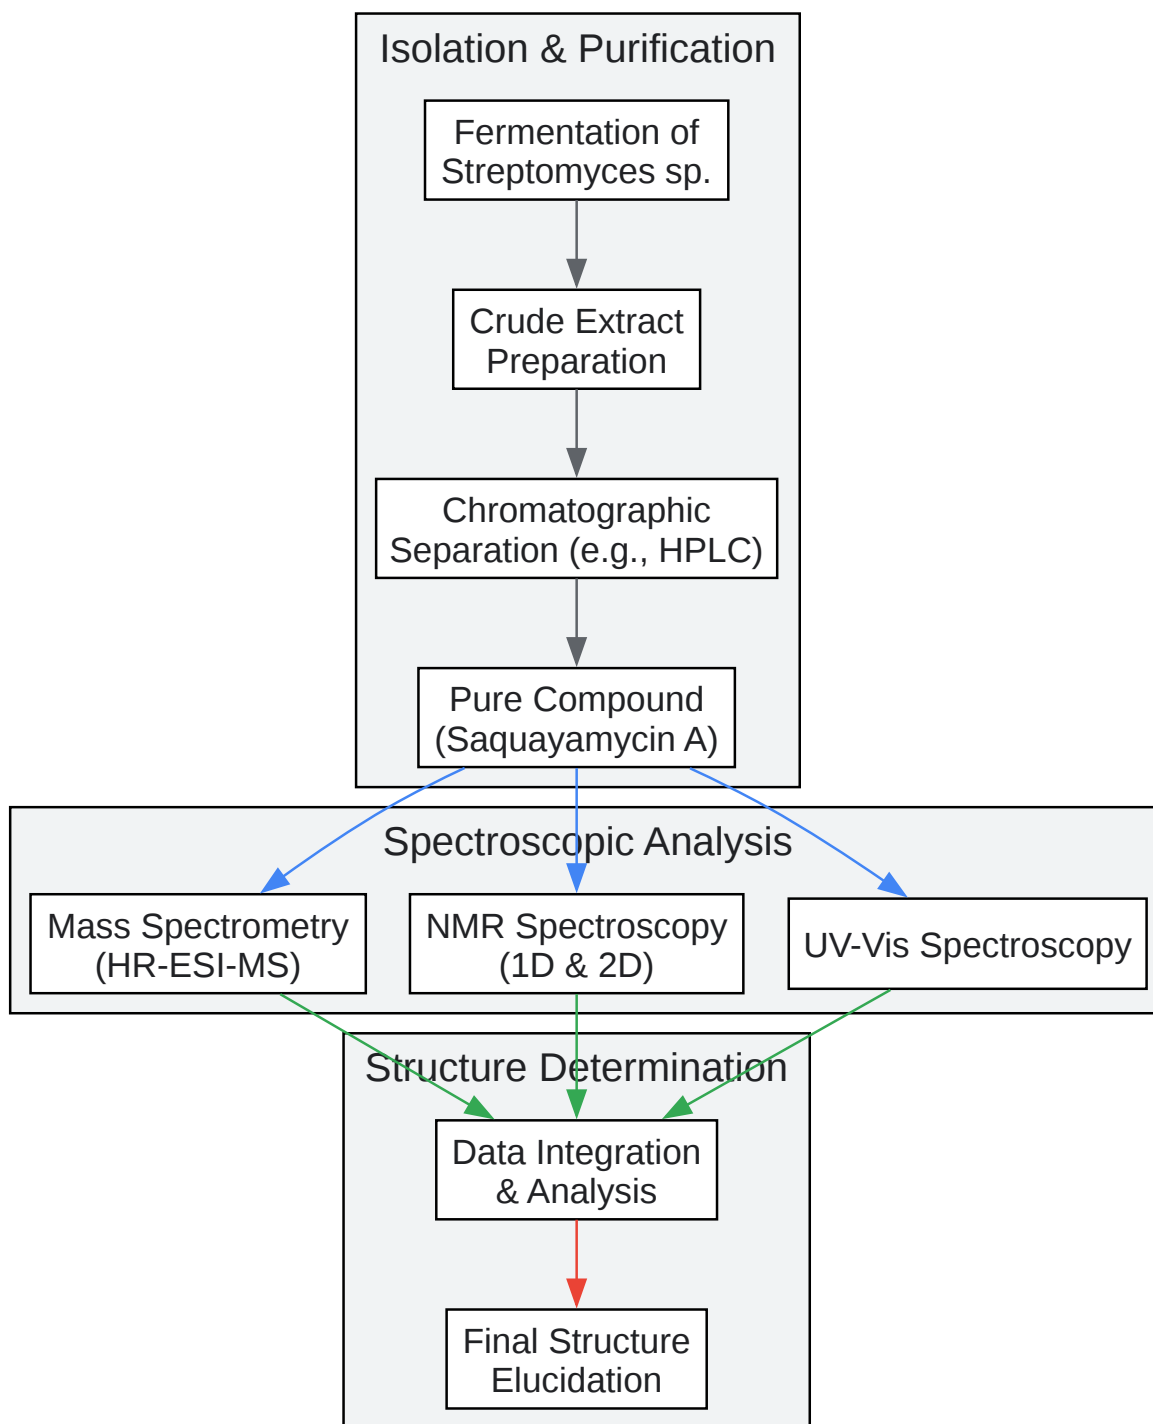 Isolation & Purification
Fermentation of
Streptomyces sp.
Crude Extract
Preparation
Chromatographic
Separation (e.g., HPLC)
Pure Compound
(Saquayamycin A)
Spectroscopic Analysis
Mass Spectrometry
(HR-ESI-MS)
NMR Spectroscopy
(1D & 2D)
UV-Vis Spectroscopy
Structure Determination
Data Integration
& Analysis
Final Structure
Elucidation